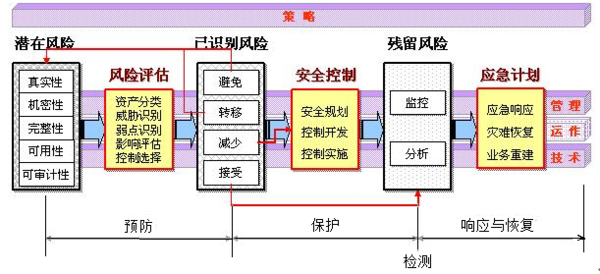 策 略
潜在风险
已识别风险
残留风险
风险评估
安全控制
应急计划
真实性
机密性
完整性
可用性
可审计性
资产分类
威胁识别
弱点识别
影响评估
控制选择
避免
转移
减少
接受
安全规划
控制开发
控制实施
监控
分析
应急响应
灾难恢复
业务重建
管理
运作
技术
预防
保护
响应与恢复
检测